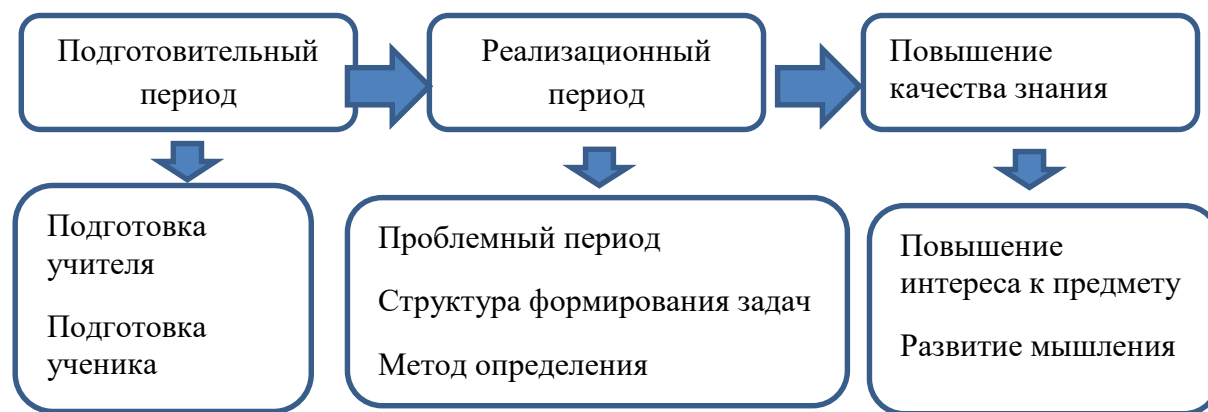 Подготовительный
период
Реализационный
период
Повышение
качества знания
Подготовка
учителя
Подготовка
ученика
Проблемный период
Структура формирования задач
Метод определения
Повышение
интереса к предмету
Развитие мышления